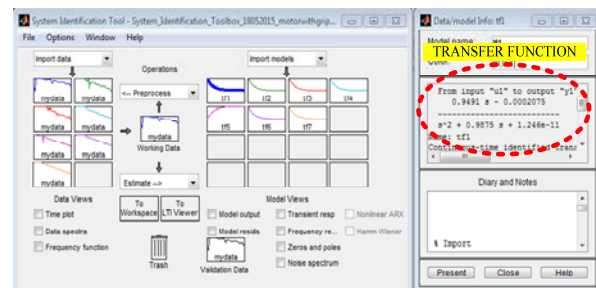 System Identification Tool - System_Identification_Toolbox_18052015_motorwithgrip...
File Options Window Help
Import data
Operations
Import models
mydata
mydata
<-- Preprocess
tf1
tf2
tf3
tf4
mydata
mydata
mydata
Working Data
tf5
tf6
tf7
mydata
mydata
mydata
Estimate -->
Data Views
To Workspace
To LTI Viewer
Model Views
Time plot
Data spectra
Frequency function
Trash
mydata
Validation Data
Model output
Transient resp
Nonlinear ARX
Model resids
Frequency re...
Hamm Wiener
Zeros and poles
Noise spectrum
Data/model Info: tf1
Model name:
TRANSFER FUNCTION
From input "u1" to output "y1
0.9491 s - 0.0002075
----------------------
s^2 + 0.9875 s + 1.246e-11
Name: tf1
Continuous-time identified trans
Diary and Notes
% Import
Present
Close
Help